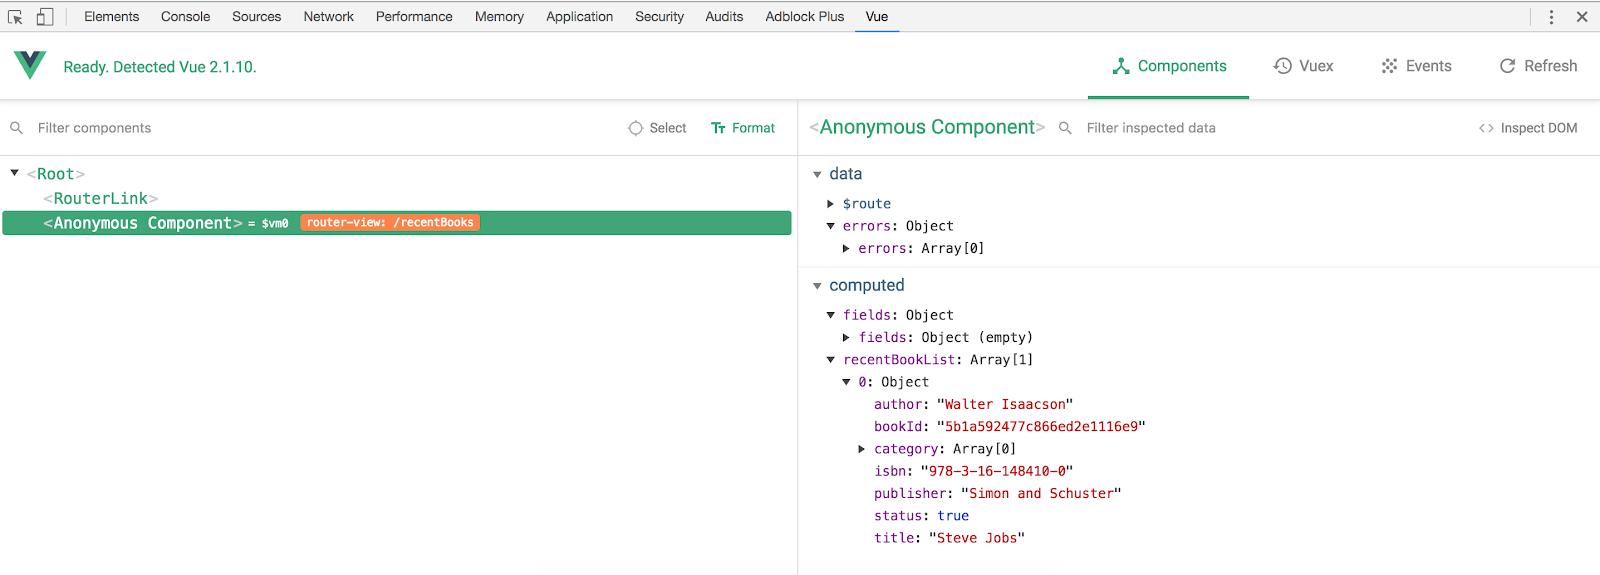 Elements Console Sources Network Performance Memory Application Security Audits Adblock Plus Vue
Ready. Detected Vue 2.1.10.
Components Vuex Events Refresh
Filter components Select Format
<Root>
<RouterLink>
<Anonymous Component> = $vm0 router-view: /recentBooks
<Anonymous Component> Filter inspected data <> Inspect DOM
data
$route
errors: Object
errors: Array[0]
computed
fields: Object
fields: Object (empty)
recentBookList: Array[1]
0: Object
author: "Walter Isaacson"
bookId: "5b1a592477c866ed2e1116e9"
category: Array[0]
isbn: "978-3-16-148410-0"
publisher: "Simon and Schuster"
status: true
title: "Steve Jobs"